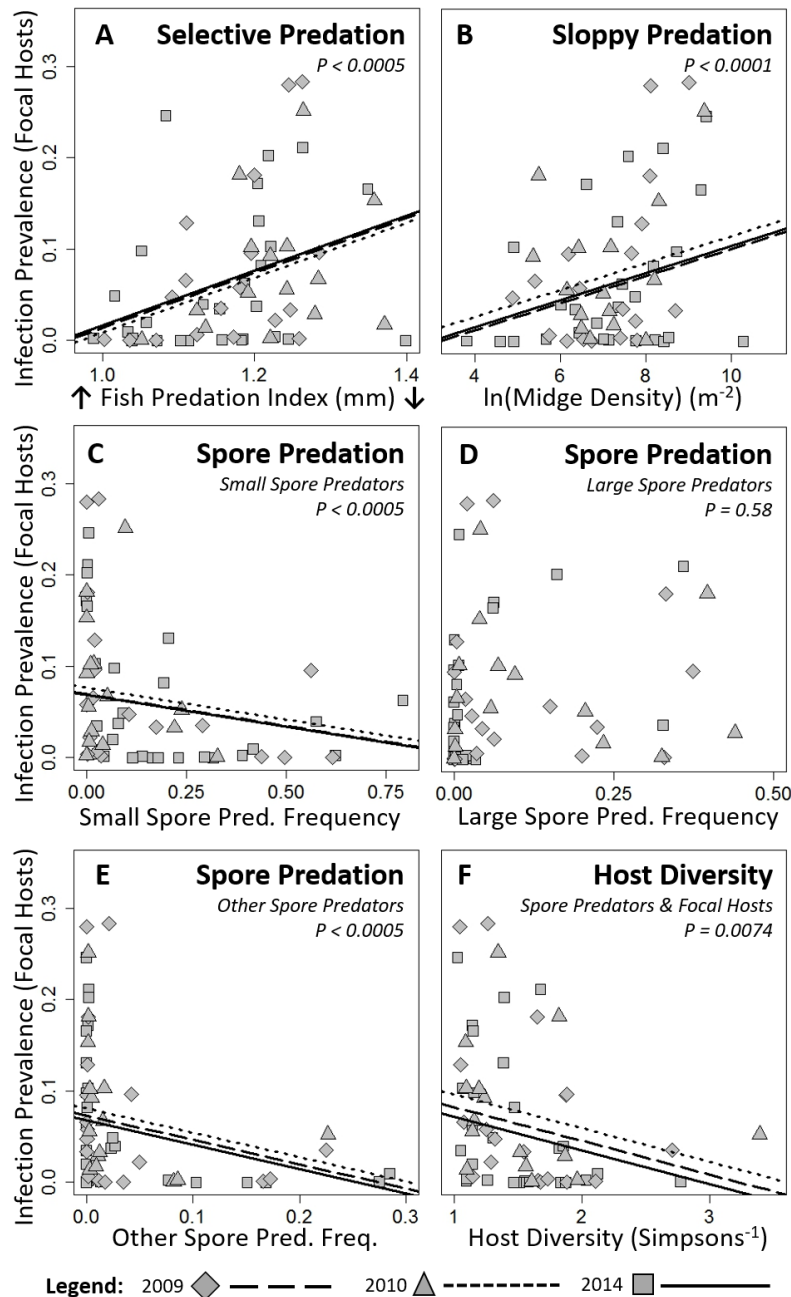 A Selective Predation
P < 0.0005
Infection Prevalence (Focal Hosts)
0.0 0.1 0.2 0.3
1.0 1.2 1.4
↑ Fish Predation Index (mm) ↓
B Sloppy Predation
P < 0.0001
4 6 8 10
ln(Midge Density) (m⁻²)
C Spore Predation
Small Spore Predators
P < 0.0005
Infection Prevalence (Focal Hosts)
0.0 0.1 0.2 0.3
0.00 0.25 0.50 0.75
Small Spore Pred. Frequency
D Spore Predation
Large Spore Predators
P = 0.58
0.00 0.25 0.50
Large Spore Pred. Frequency
E Spore Predation
Other Spore Predators
P < 0.0005
Infection Prevalence (Focal Hosts)
0.0 0.1 0.2 0.3
0.0 0.1 0.2 0.3
Other Spore Pred. Freq.
F Host Diversity
Spore Predators & Focal Hosts
P = 0.0074
1 2 3
Host Diversity (Simpsons⁻¹)
Legend: 2009 2010 2014